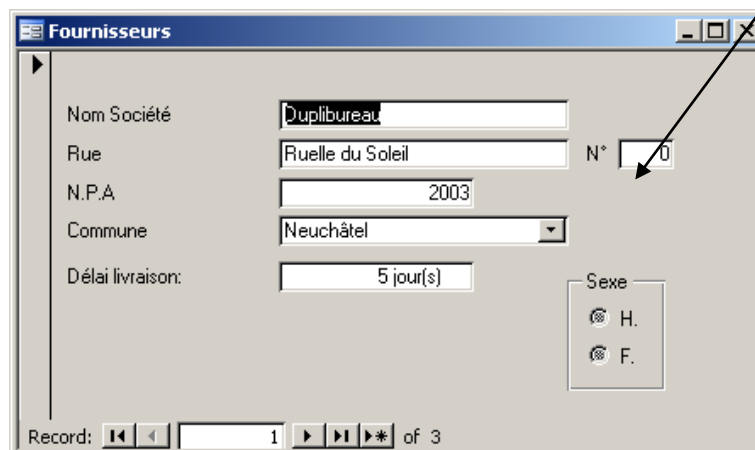 Fournisseurs
Nom Société Duplibureau
Rue Ruelle du Soleil N° 0
N.P.A 2003
Commune Neuchâtel
Délai livraison: 5 jour(s)
Sexe
H.
F.
Record: 1 of 3